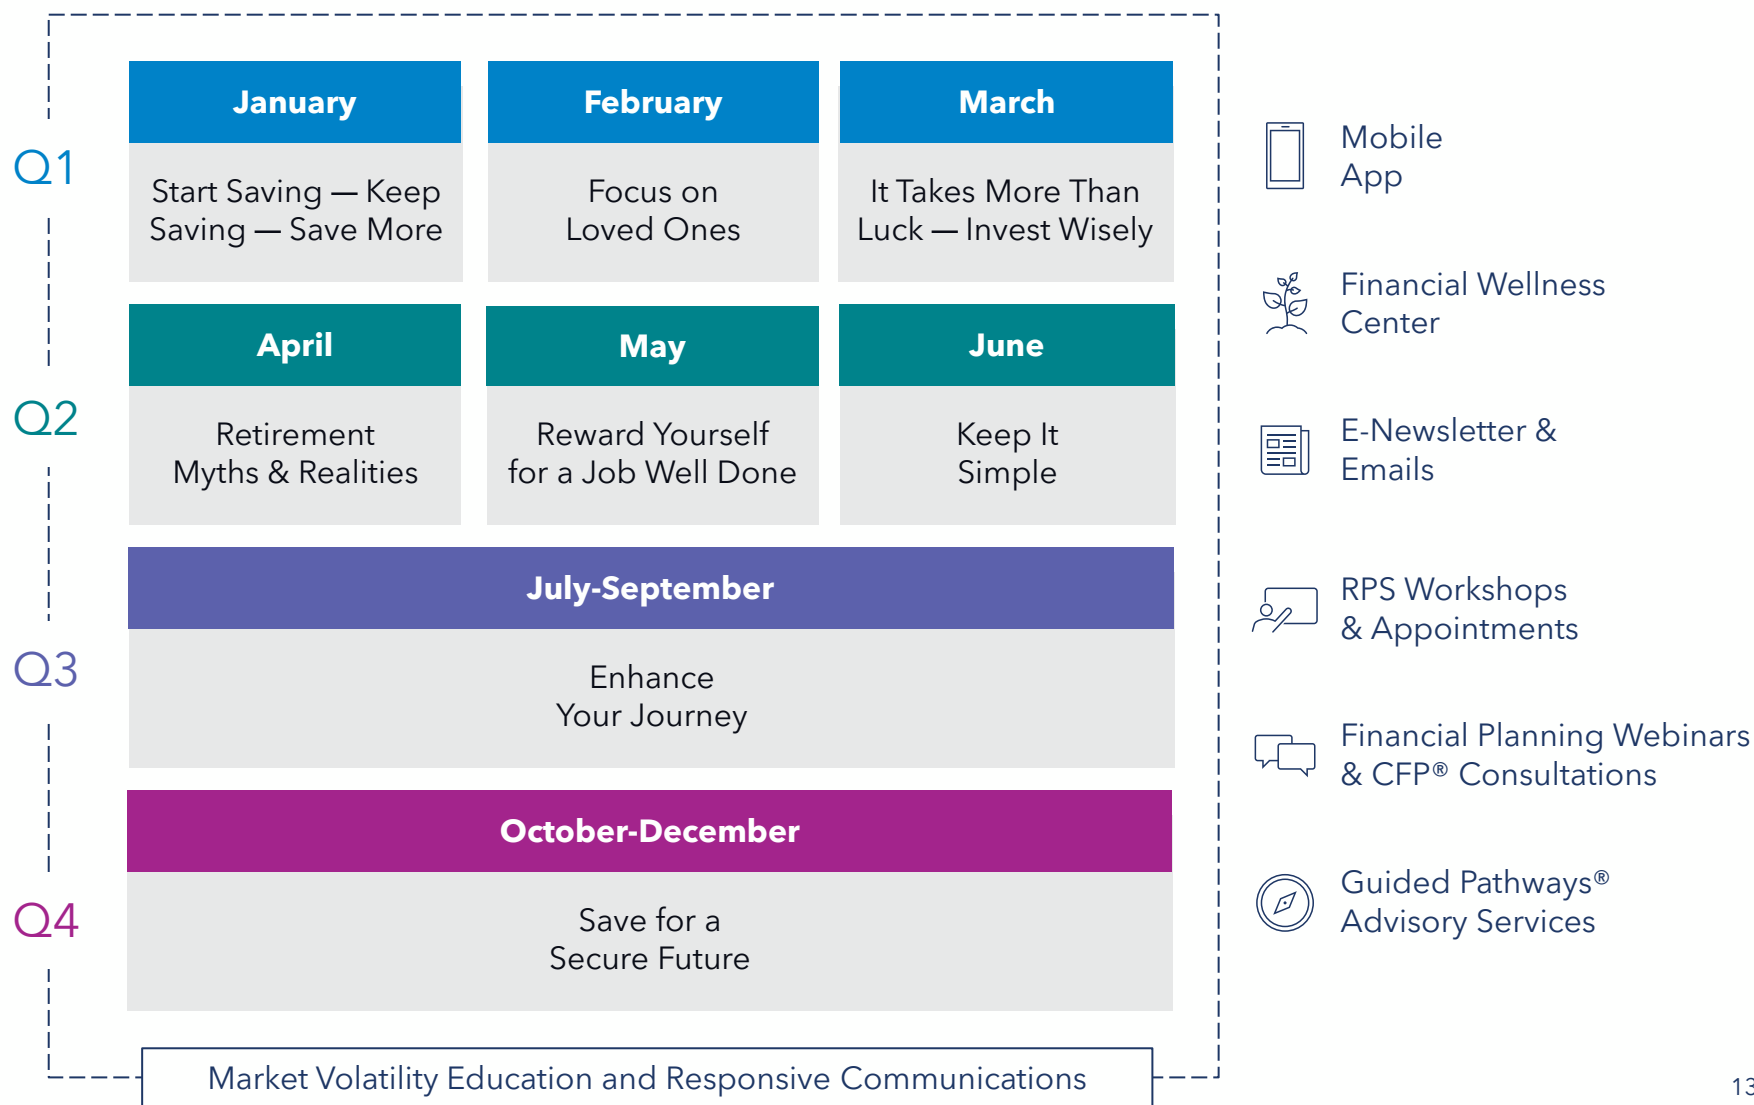 Q1
January
Start Saving — Keep
Saving — Save More
February
Focus on
Loved Ones
March
It Takes More Than
Luck — Invest Wisely
Q2
April
Retirement
Myths & Realities
May
Reward Yourself
for a Job Well Done
June
Keep It
Simple
Q3
July-September
Enhance
Your Journey
Q4
October-December
Save for a
Secure Future
Market Volatility Education and Responsive Communications
Mobile
App
Financial Wellness
Center
E-Newsletter &
Emails
RPS Workshops
& Appointments
Financial Planning Webinars
& CFP® Consultations
Guided Pathways®
Advisory Services
13